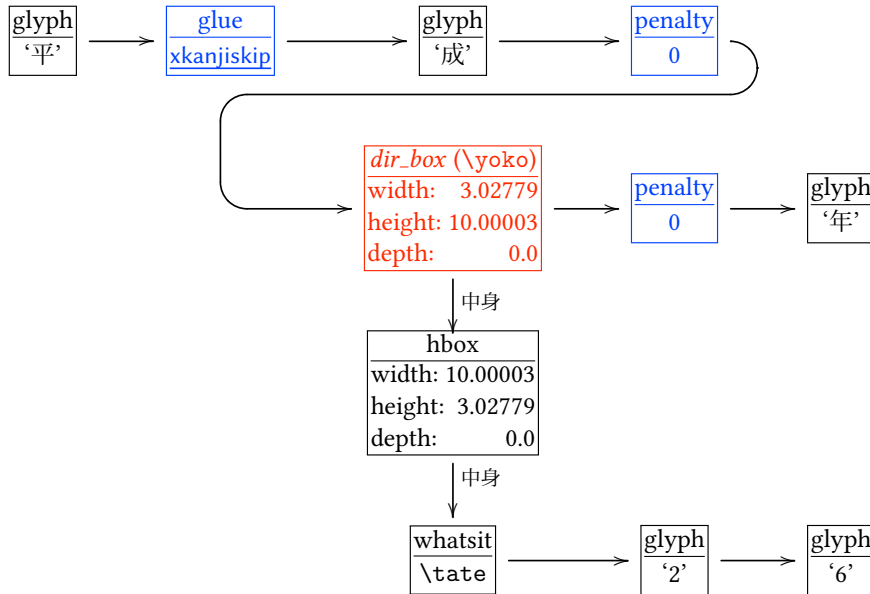 glyph
‘平’
glue
xkanjiskip
glyph
‘成’
penalty
0
dir_box (\yoko)
width: 3.02779
height: 10.00003
depth: 0.0
penalty
0
glyph
‘年’
中身
hbox
width: 10.00003
height: 3.02779
depth: 0.0
中身
whatsit
\tate
glyph
‘2’
glyph
‘6’